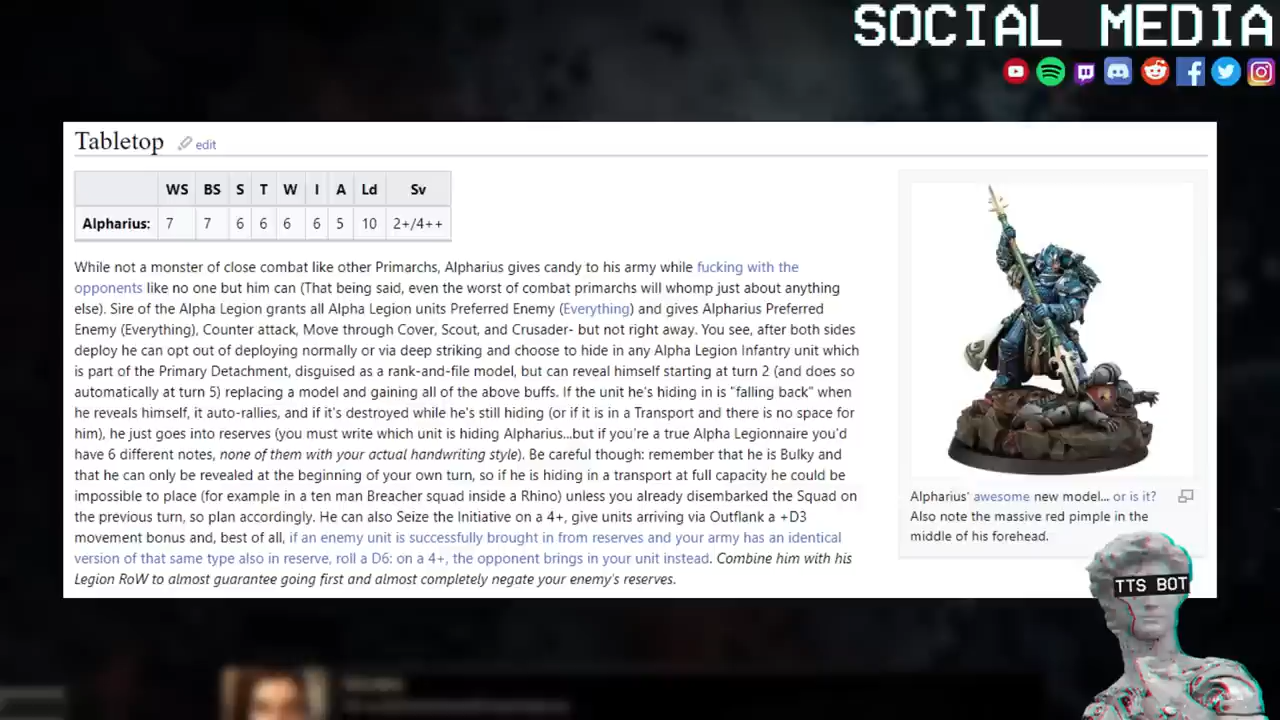 SOCIAL MEDIA
Tabletop edit
WS BS S T W I A Ld Sv
Alpharius: 7 7 6 6 6 6 5 10 2+/4++
While not a monster of close combat like other Primarchs, Alpharius gives candy to his army while fucking with the
opponents like no one but him can (That being said, even the worst of combat primarchs will whomp just about anything
else). Sire of the Alpha Legion grants all Alpha Legion units Preferred Enemy (Everything) and gives Alpharius Preferred
Enemy (Everything), Counter attack, Move through Cover, Scout, and Crusader- but not right away. You see, after both sides
deploy he can opt out of deploying normally or via deep striking and choose to hide in any Alpha Legion Infantry unit which
is part of the Primary Detachment, disguised as a rank-and-file model, but can reveal himself starting at turn 2 (and does so
automatically at turn 5) replacing a model and gaining all of the above buffs. If the unit he's hiding in is "falling back" when
he reveals himself, it auto-rallies, and if it's destroyed while he's still hiding (or if it is in a Transport and there is no space for
him), he just goes into reserves (you must write which unit is hiding Alpharius...but if you're a true Alpha Legionnaire you'd
have 6 different notes, none of them with your actual handwriting style). Be careful though: remember that he is Bulky and
that he can only be revealed at the beginning of your own turn, so if he is hiding in a transport at full capacity he could be
impossible to place (for example in a ten man Breacher squad inside a Rhino) unless you already disembarked the Squad on
the previous turn, so plan accordingly. He can also Seize the Initiative on a 4+, give units arriving via Outflank a +D3
movement bonus and, best of all, if an enemy unit is successfully brought in from reserves and your army has an identical
version of that same type also in reserve, roll a D6: on a 4+, the opponent brings in your unit instead. Combine him with his
Legion RoW to almost guarantee going first and almost completely negate your enemy's reserves.
Alpharius' awesome new model... or is it?
Also note the massive red pimple in the
middle of his forehead.
TTS BOT